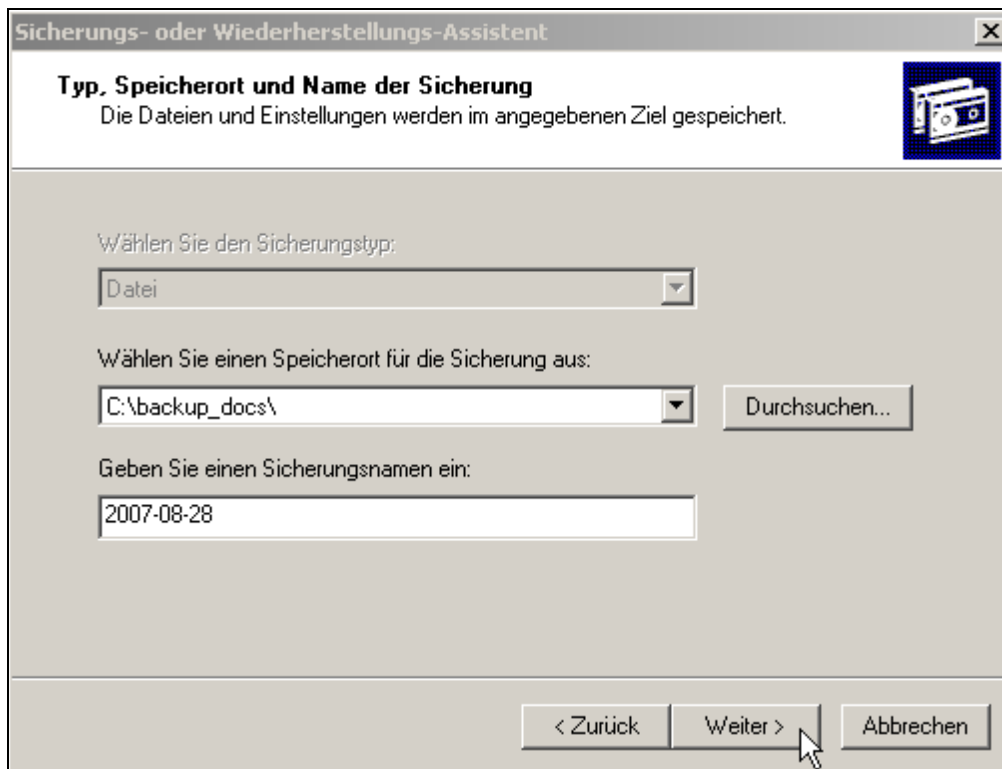 Sicherungs- oder Wiederherstellungs-Assistent
Typ, Speicherort und Name der Sicherung
Die Dateien und Einstellungen werden im angegebenen Ziel gespeichert.
Wählen Sie den Sicherungstyp:
Datei
Wählen Sie einen Speicherort für die Sicherung aus:
C:\backup_docs\
Durchsuchen...
Geben Sie einen Sicherungsnamen ein:
2007-08-28
< Zurück Weiter > Abbrechen